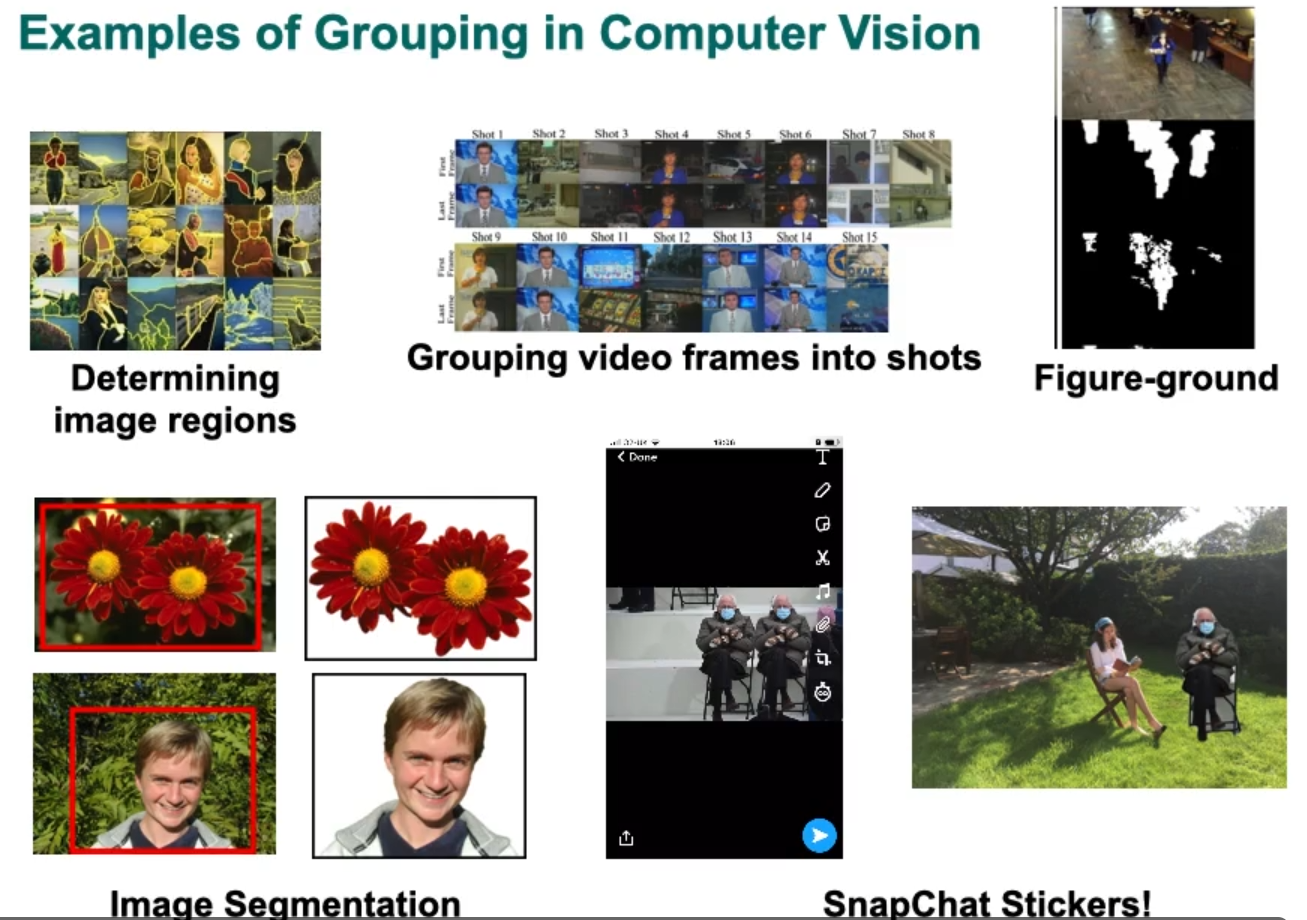 Examples of Grouping in Computer Vision
Shot 1 Shot 2 Shot 3 Shot 4 Shot 5 Shot 6 Shot 7 Shot 8
First Frame
Last Frame
Shot 9 Shot 10 Shot 11 Shot 12 Shot 13 Shot 14 Shot 15
First Frame
Last Frame
Determining
image regions
Grouping video frames into shots
Figure-ground
Done
T
Image Segmentation
SnapChat Stickers!